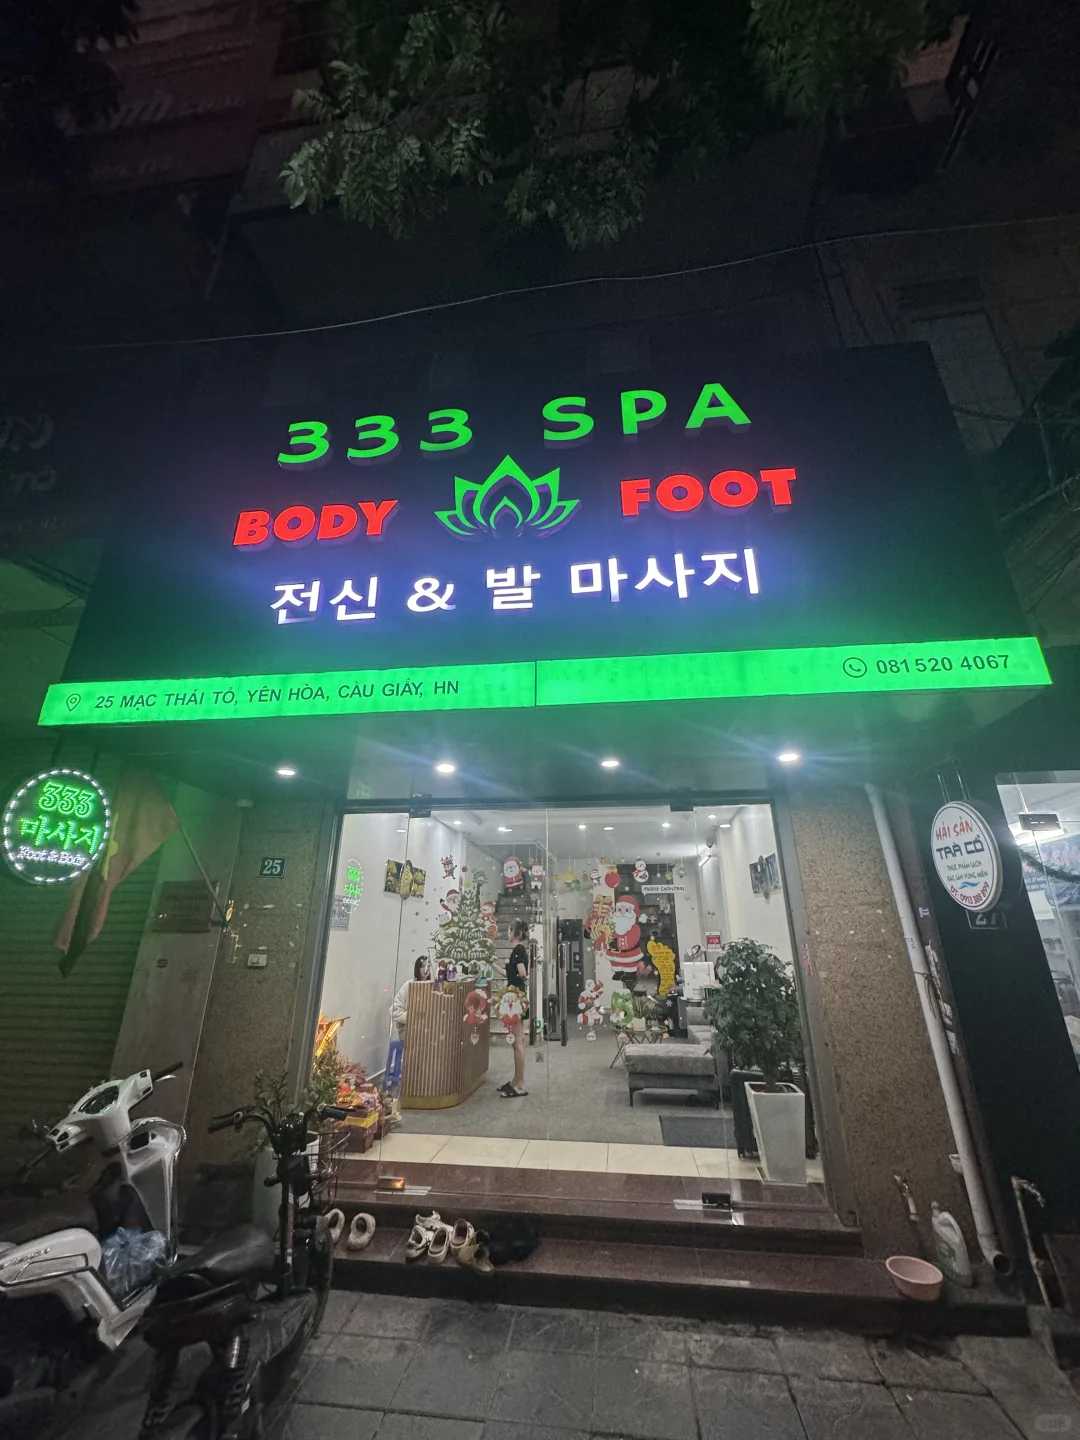 333 SPA
BODY FOOT
전신 & 발 마사지
25 MẠC THÁI TỔ, YÊN HÒA, CẦU GIẤY, HN
081 520 4067
333
마사지
Foot & Body
25
HẢI SẢN
TRÀ CỔ
27